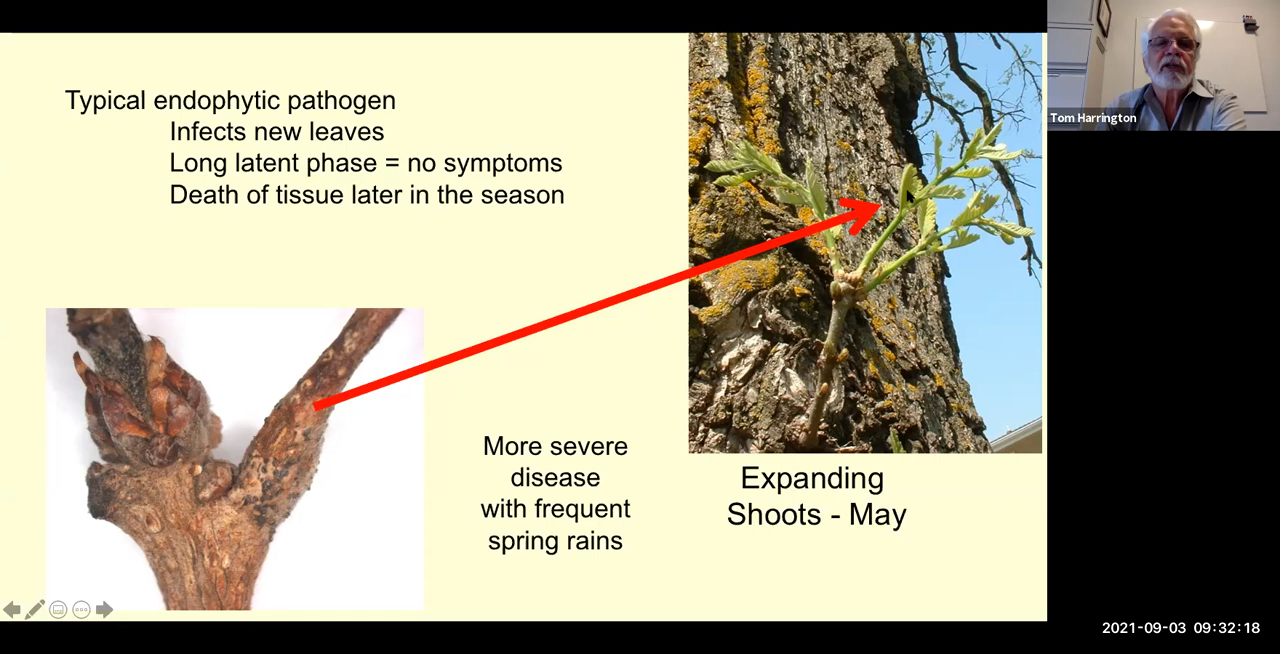 Typical endophytic pathogen
Infects new leaves
Long latent phase = no symptoms
Death of tissue later in the season
Tom Harrington
More severe
disease
with frequent
spring rains
Expanding
Shoots - May
2021-09-03 09:32:18